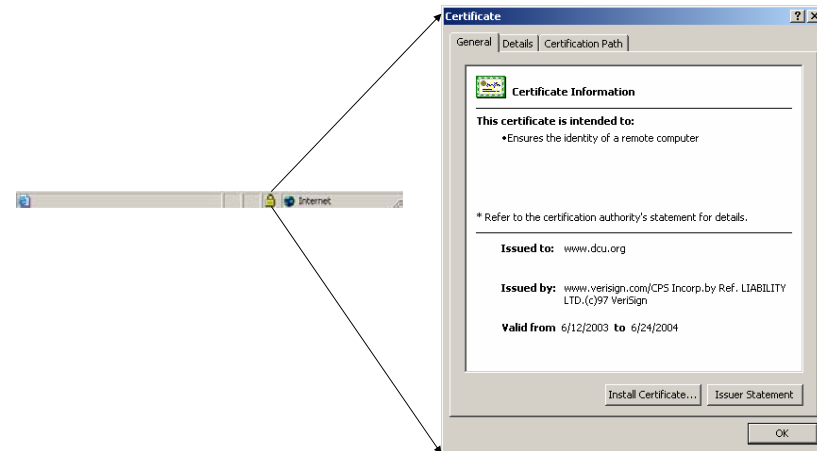 Certificate
General Details Certification Path
Certificate Information
This certificate is intended to:
•Ensures the identity of a remote computer
Internet
* Refer to the certification authority's statement for details.
Issued to: www.dcu.org
Issued by: www.verisign.com/CPS Incorp.by Ref. LIABILITY
LTD.(c)97 VeriSign
Valid from 6/12/2003 to 6/24/2004
Install Certificate... Issuer Statement
OK